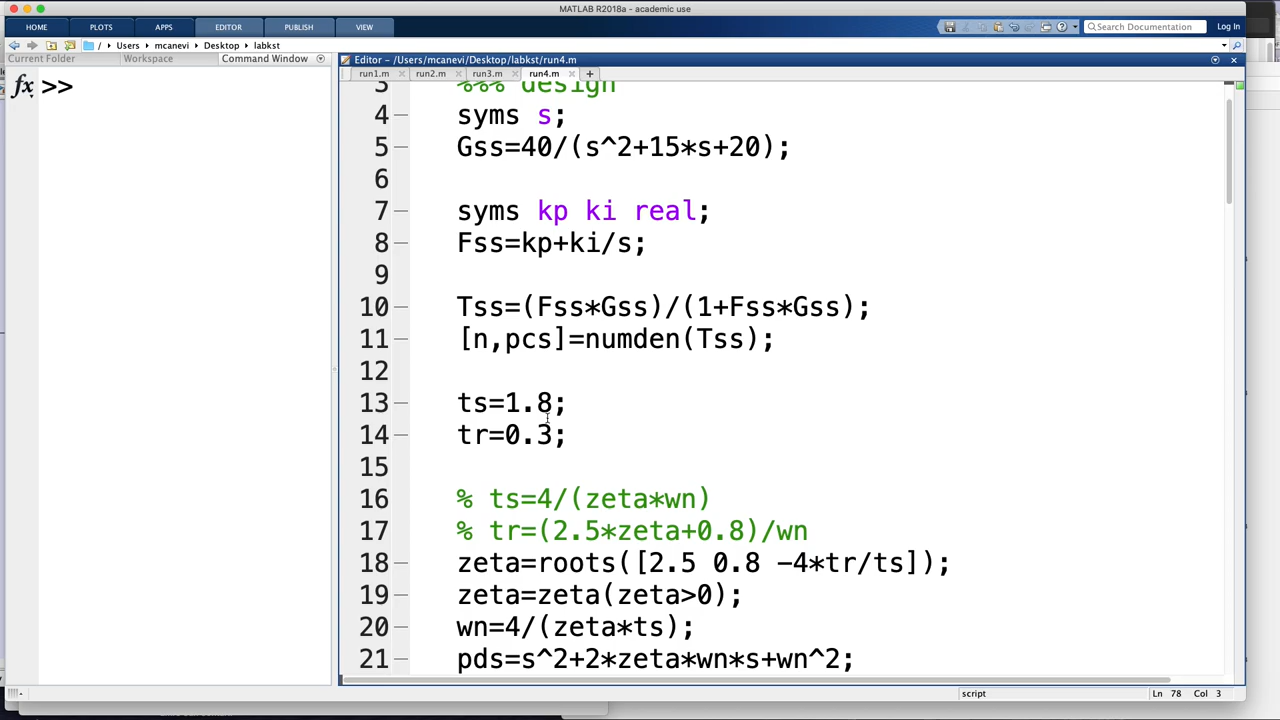 MATLAB R2018a - academic use
HOME PLOTS APPS EDITOR PUBLISH VIEW Search Documentation Log In
/ ▸ Users ▸ mcanevi ▸ Desktop ▸ labkst
Current Folder Workspace Command Window
Editor - /Users/mcanevi/Desktop/labkst/run4.m
run1.m × run2.m × run3.m × run4.m × +
fx >>
3 %%% design
4 syms s;
5 Gss=40/(s^2+15*s+20);
6
7 syms kp ki real;
8 Fss=kp+ki/s;
9
10 Tss=(Fss*Gss)/(1+Fss*Gss);
11 [n,pcs]=numden(Tss);
12
13 ts=1.8;
14 tr=0.3;
15
16 % ts=4/(zeta*wn)
17 % tr=(2.5*zeta+0.8)/wn
18 zeta=roots([2.5 0.8 -4*tr/ts]);
19 zeta=zeta(zeta>0);
20 wn=4/(zeta*ts);
21 pds=s^2+2*zeta*wn*s+wn^2;
script Ln 78 Col 3